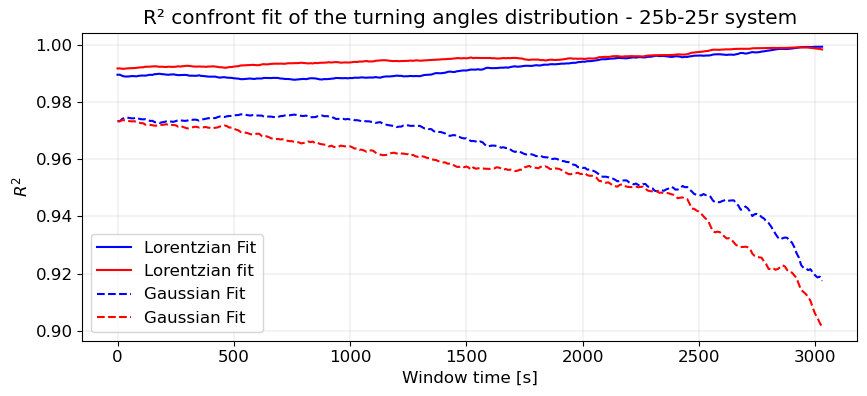 R² confront fit of the turning angles distribution - 25b-25r system
1.00
0.98
0.96
0.94
0.92
0.90
R²
Lorentzian Fit
Lorentzian fit
Gaussian Fit
Gaussian Fit
0 500 1000 1500 2000 2500 3000
Window time [s]